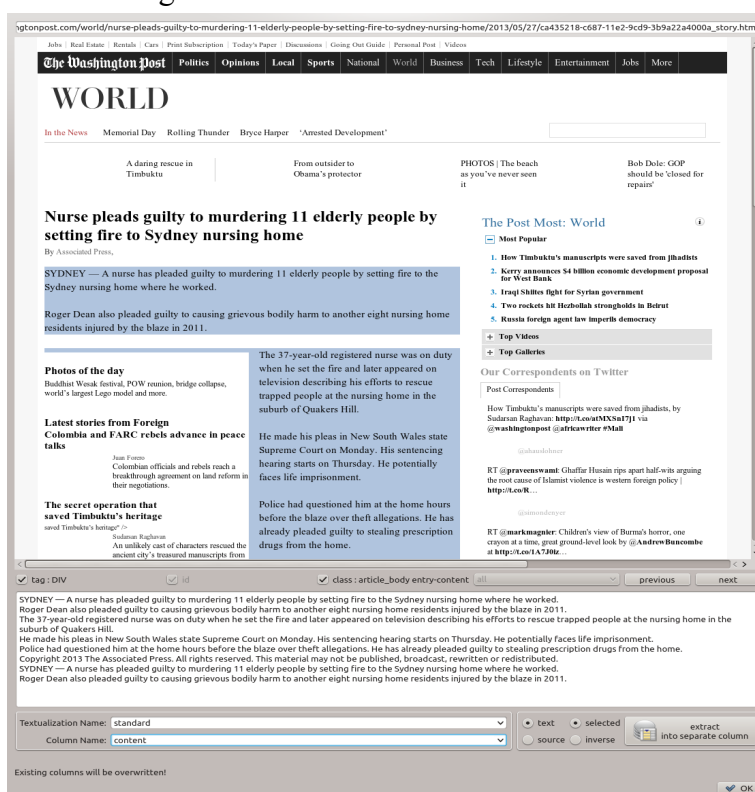 ngtonpost.com/world/nurse-pleads-guilty-to-murdering-11-elderly-people-by-setting-fire-to-sydney-nursing-home/2013/05/27/ca435218-c687-11e2-9cd9-3b9a22a4000a_story.htm
Jobs | Real Estate | Rentals | Cars | Print Subscription | Today's Paper | Discussions | Going Out Guide | Personal Post | Videos
The Washington Post Politics Opinions Local Sports National World Business Tech Lifestyle Entertainment Jobs More
WORLD
In the News Memorial Day Rolling Thunder Bryce Harper ‘Arrested Development’
A daring rescue in
Timbuktu
From outsider to
Obama's protector
PHOTOS | The beach
as you've never seen
it
Bob Dole: GOP
should be 'closed for
repairs'
Nurse pleads guilty to murdering 11 elderly people by
setting fire to Sydney nursing home
By Associated Press,
SYDNEY — A nurse has pleaded guilty to murdering 11 elderly people by setting fire to the
Sydney nursing home where he worked.
Roger Dean also pleaded guilty to causing grievous bodily harm to another eight nursing home
residents injured by the blaze in 2011.
Photos of the day
Buddhist Wesak festival, POW reunion, bridge collapse,
world's largest Lego model and more.
Latest stories from Foreign
Colombia and FARC rebels advance in peace
talks
Juan Forero
Colombian officials and rebels reach a
breakthrough agreement on land reform in
their negotiations.
The secret operation that
saved Timbuktu's heritage
saved Timbuktu's heritage" />
Sudarsan Raghavan
An unlikely cast of characters rescued the
ancient city's treasured manuscripts from
The 37-year-old registered nurse was on duty
when he set the fire and later appeared on
television describing his efforts to rescue
trapped people at the nursing home in the
suburb of Quakers Hill.
He made his pleas in New South Wales state
Supreme Court on Monday. His sentencing
hearing starts on Thursday. He potentially
faces life imprisonment.
Police had questioned him at the home hours
before the blaze over theft allegations. He has
already pleaded guilty to stealing prescription
drugs from the home.
The Post Most: World
Most Popular
1. How Timbuktu's manuscripts were saved from jihadists
2. Kerry announces $4 billion economic development proposal
for West Bank
3. Iraqi Shiites fight for Syrian government
4. Two rockets hit Hezbollah strongholds in Beirut
5. Russia foreign agent law imperils democracy
Top Videos
Top Galleries
Our Correspondents on Twitter
Post Correspondents
How Timbuktu's manuscripts were saved from jihadists, by
Sudarsan Raghavan: http://t.co/atMXSnI7j1 via
@washingtonpost @africawriter #Mali
RT @praveenswami: Ghaffar Husain rips apart half-wits arguing
the root cause of Islamist violence is western foreign policy |
http://t.co/R…
@simondenyer
RT @markmagnier: Children's view of Burma's horror, one
crayon at a time, great ground-level look by @AndrewBuncombe
at http://t.co/1A7J0iz…
tag : DIV id class : article_body entry-content all previous next
SYDNEY — A nurse has pleaded guilty to murdering 11 elderly people by setting fire to the Sydney nursing home where he worked.
Roger Dean also pleaded guilty to causing grievous bodily harm to another eight nursing home residents injured by the blaze in 2011.
The 37-year-old registered nurse was on duty when he set the fire and later appeared on television describing his efforts to rescue trapped people at the nursing home in the
suburb of Quakers Hill.
He made his pleas in New South Wales state Supreme Court on Monday. His sentencing hearing starts on Thursday. He potentially faces life imprisonment.
Police had questioned him at the home hours before the blaze over theft allegations. He has already pleaded guilty to stealing prescription drugs from the home.
Copyright 2013 The Associated Press. All rights reserved. This material may not be published, broadcast, rewritten or redistributed.
SYDNEY — A nurse has pleaded guilty to murdering 11 elderly people by setting fire to the Sydney nursing home where he worked.
Roger Dean also pleaded guilty to causing grievous bodily harm to another eight nursing home residents injured by the blaze in 2011.
Textualization Name: standard
Column Name: content
text selected
source inverse
extract
into separate column
Existing columns will be overwritten!
OK